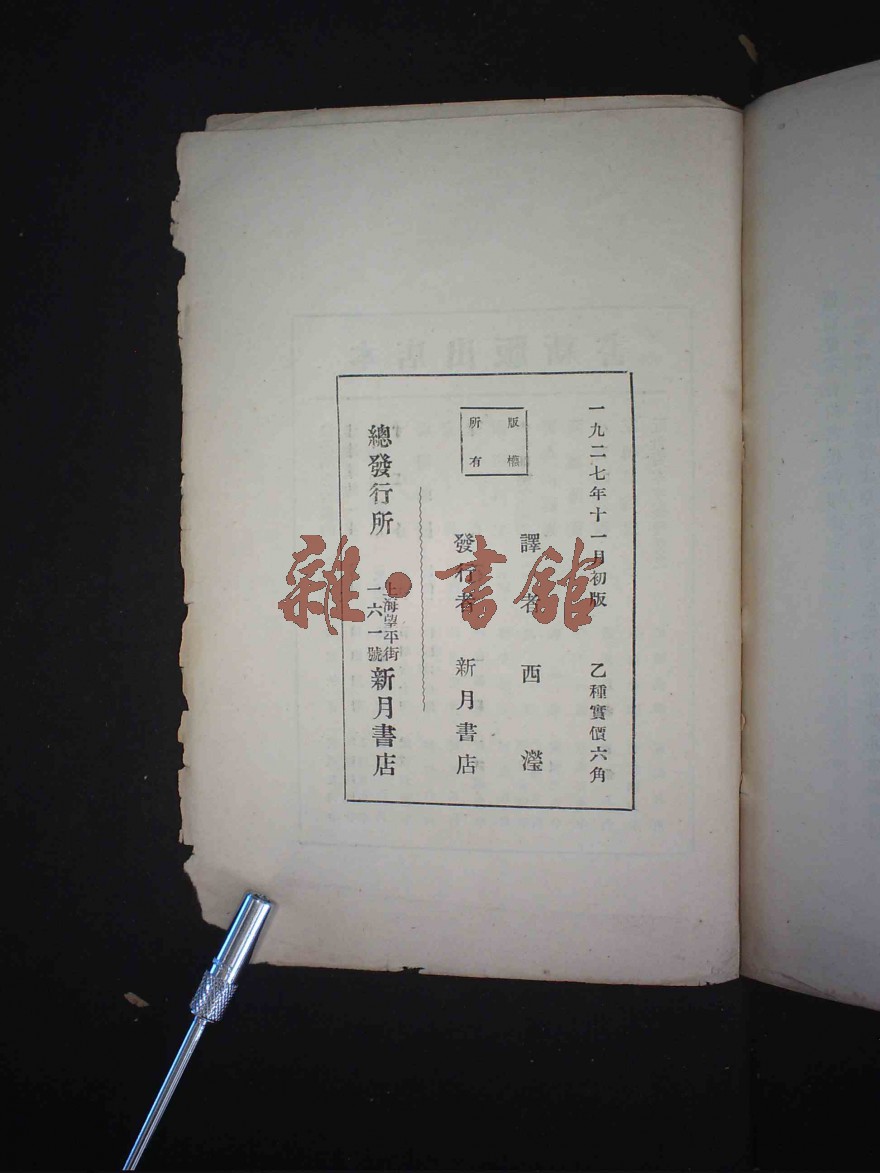 一九二七年十一月初版 乙種實價六角
版權
所有
譯者 西瀅
發行者 新月書店
總發行所
上海望平街
一六一號
新月書店
雜·書館